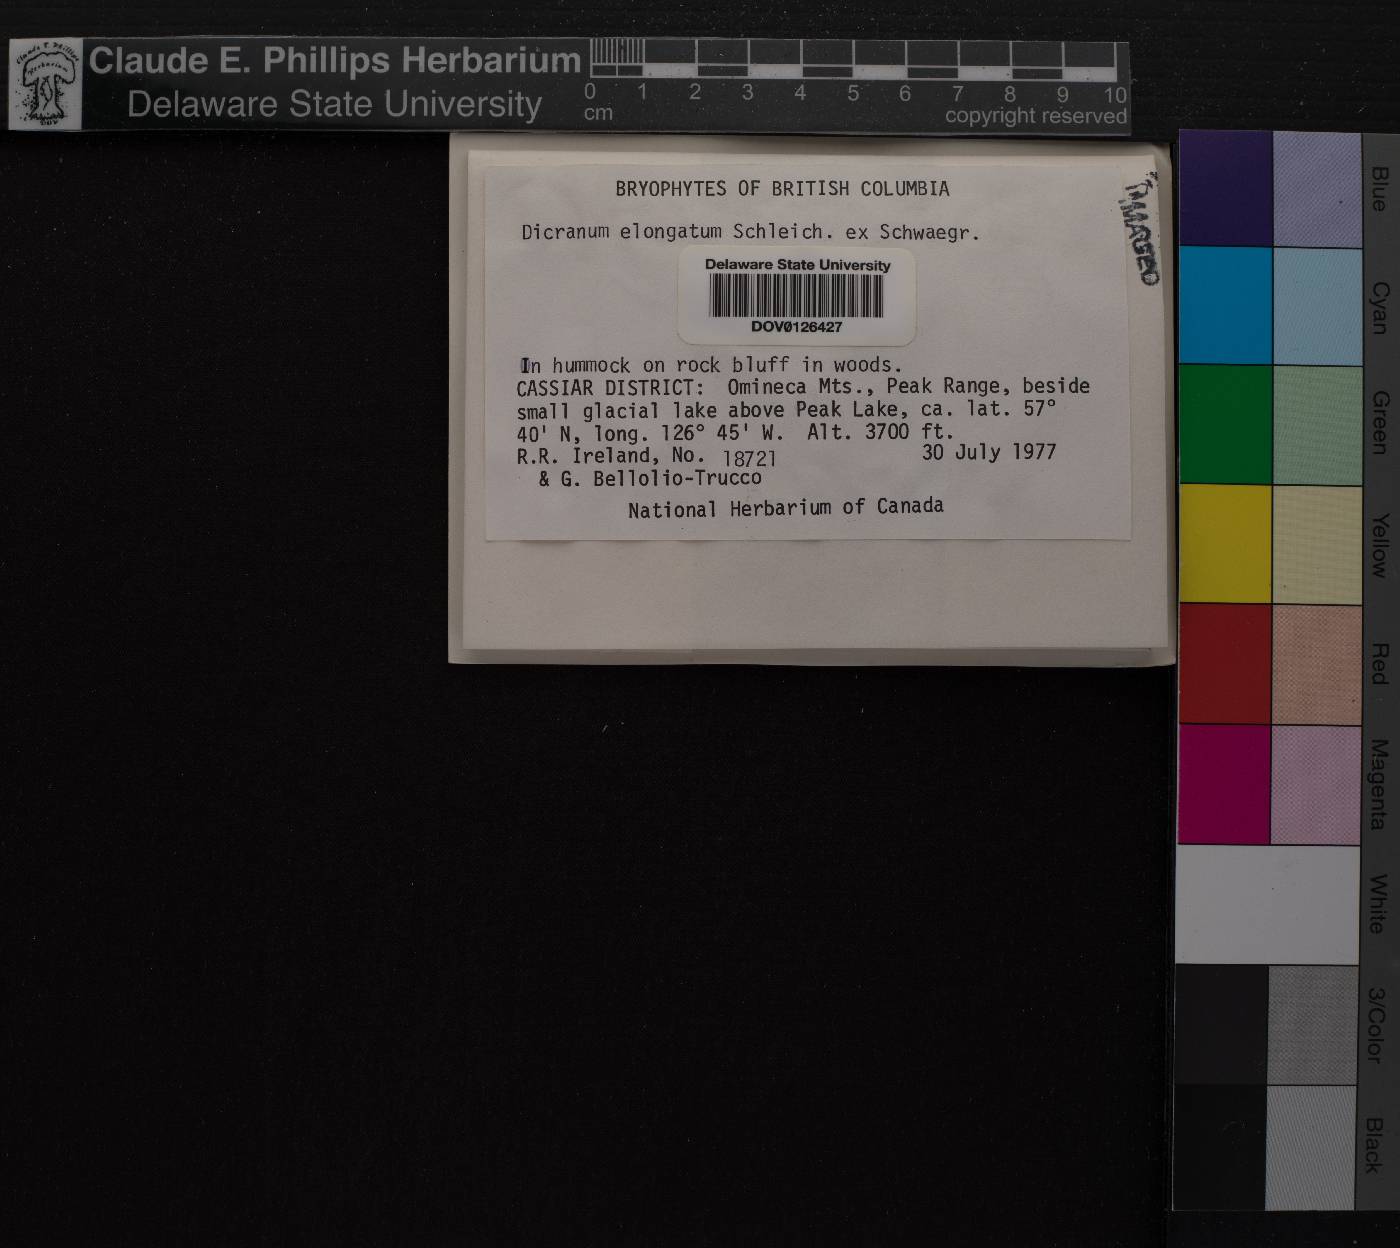 Claude E. Phillips Herbarium
Delaware State University
0 1 2 3 4 5 6 7 8 9 10
cm
copyright reserved
BRYOPHYTES OF BRITISH COLUMBIA
Dicranum elongatum Schleich. ex Schwaegr.
IMAGED
Delaware State University
DOV0126427
In hummock on rock bluff in woods.
CASSIAR DISTRICT: Omineca Mts., Peak Range, beside
small glacial lake above Peak Lake, ca. lat. 57°
40' N, long. 126° 45' W. Alt. 3700 ft.
R.R. Ireland, No. 18721 30 July 1977
& G. Bellolio-Trucco
National Herbarium of Canada
Blue
Cyan
Green
Yellow
Red
Magenta
White
3/Color
Black